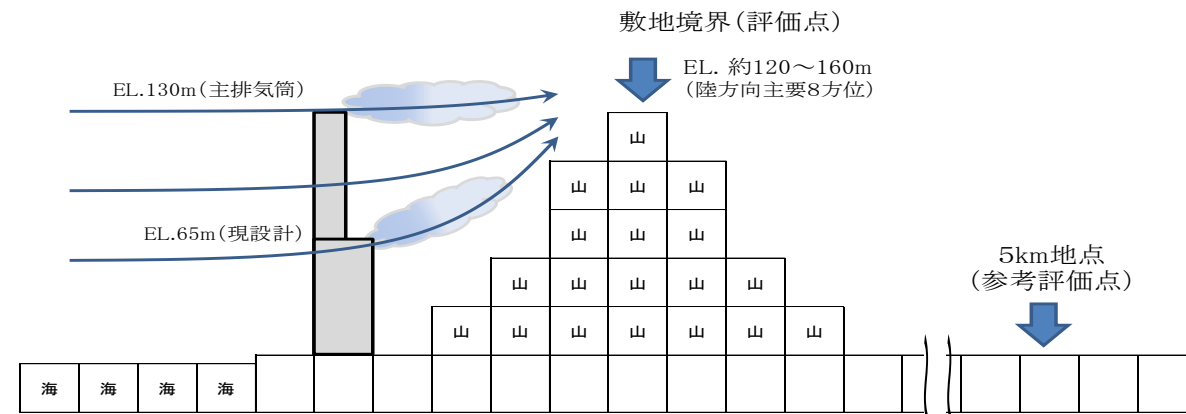 敷地境界(評価点)
EL. 約120～160m
(陸方向主要8方位)
EL.130m(主排気筒)
EL.65m(現設計)
5km地点
(参考評価点)
山
山 山 山
山 山 山
山 山 山 山 山
山 山 山 山 山 山 山
海 海 海 海